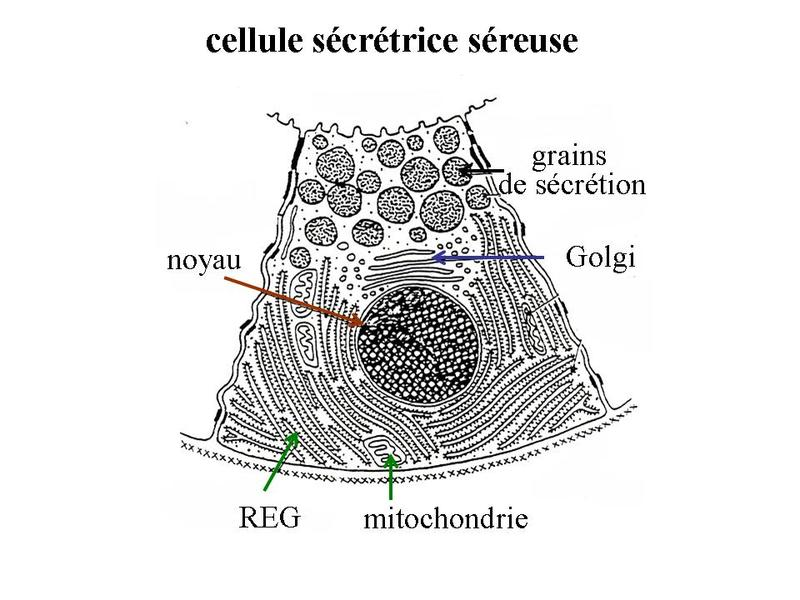 cellule sécrétrice séreuse
grains
de sécrétion
noyau
Golgi
REG
mitochondrie